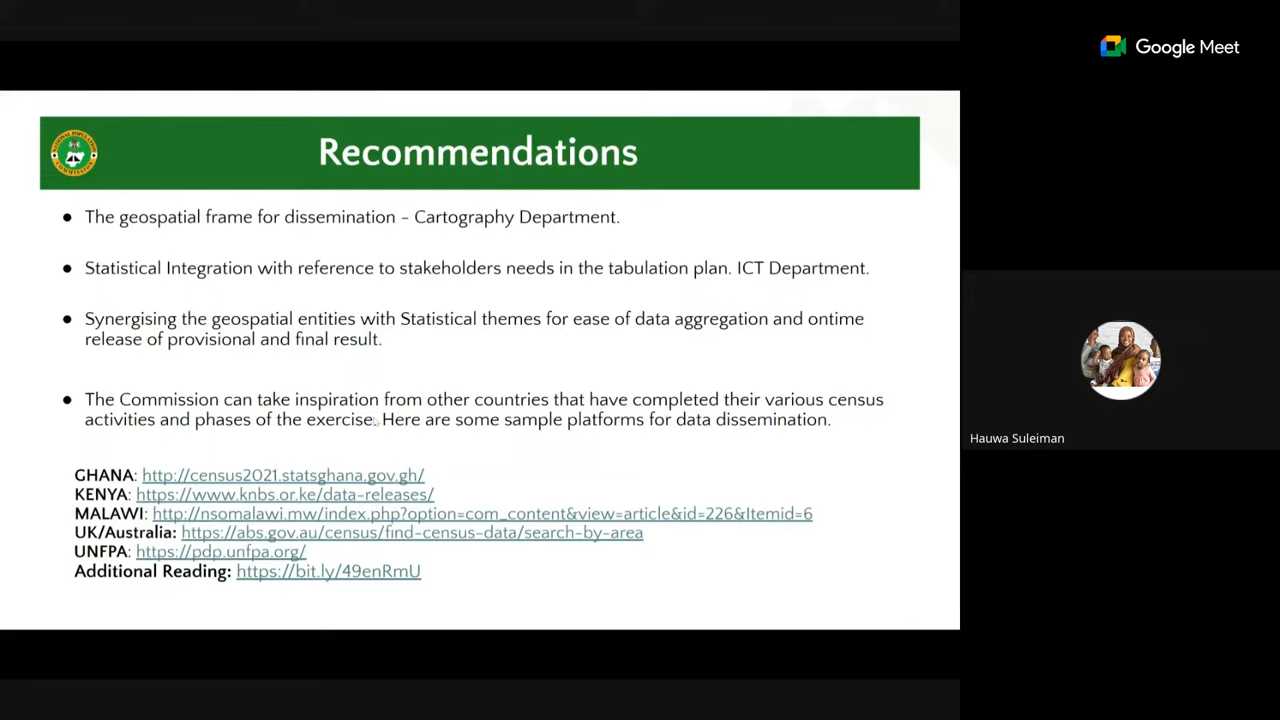 Google Meet
NATIONAL POPULATION
COMMISSION
Recommendations
● The geospatial frame for dissemination – Cartography Department.
● Statistical Integration with reference to stakeholders needs in the tabulation plan. ICT Department.
● Synergising the geospatial entities with Statistical themes for ease of data aggregation and ontime
release of provisional and final result.
● The Commission can take inspiration from other countries that have completed their various census
activities and phases of the exercise. Here are some sample platforms for data dissemination.
GHANA: http://census2021.statsghana.gov.gh/
KENYA: https://www.knbs.or.ke/data-releases/
MALAWI: http://nsomalawi.mw/index.php?option=com_content&view=article&id=226&Itemid=6
UK/Australia: https://abs.gov.au/census/find-census-data/search-by-area
UNFPA: https://pdp.unfpa.org/
Additional Reading: https://bit.ly/49enRmU
Hauwa Suleiman